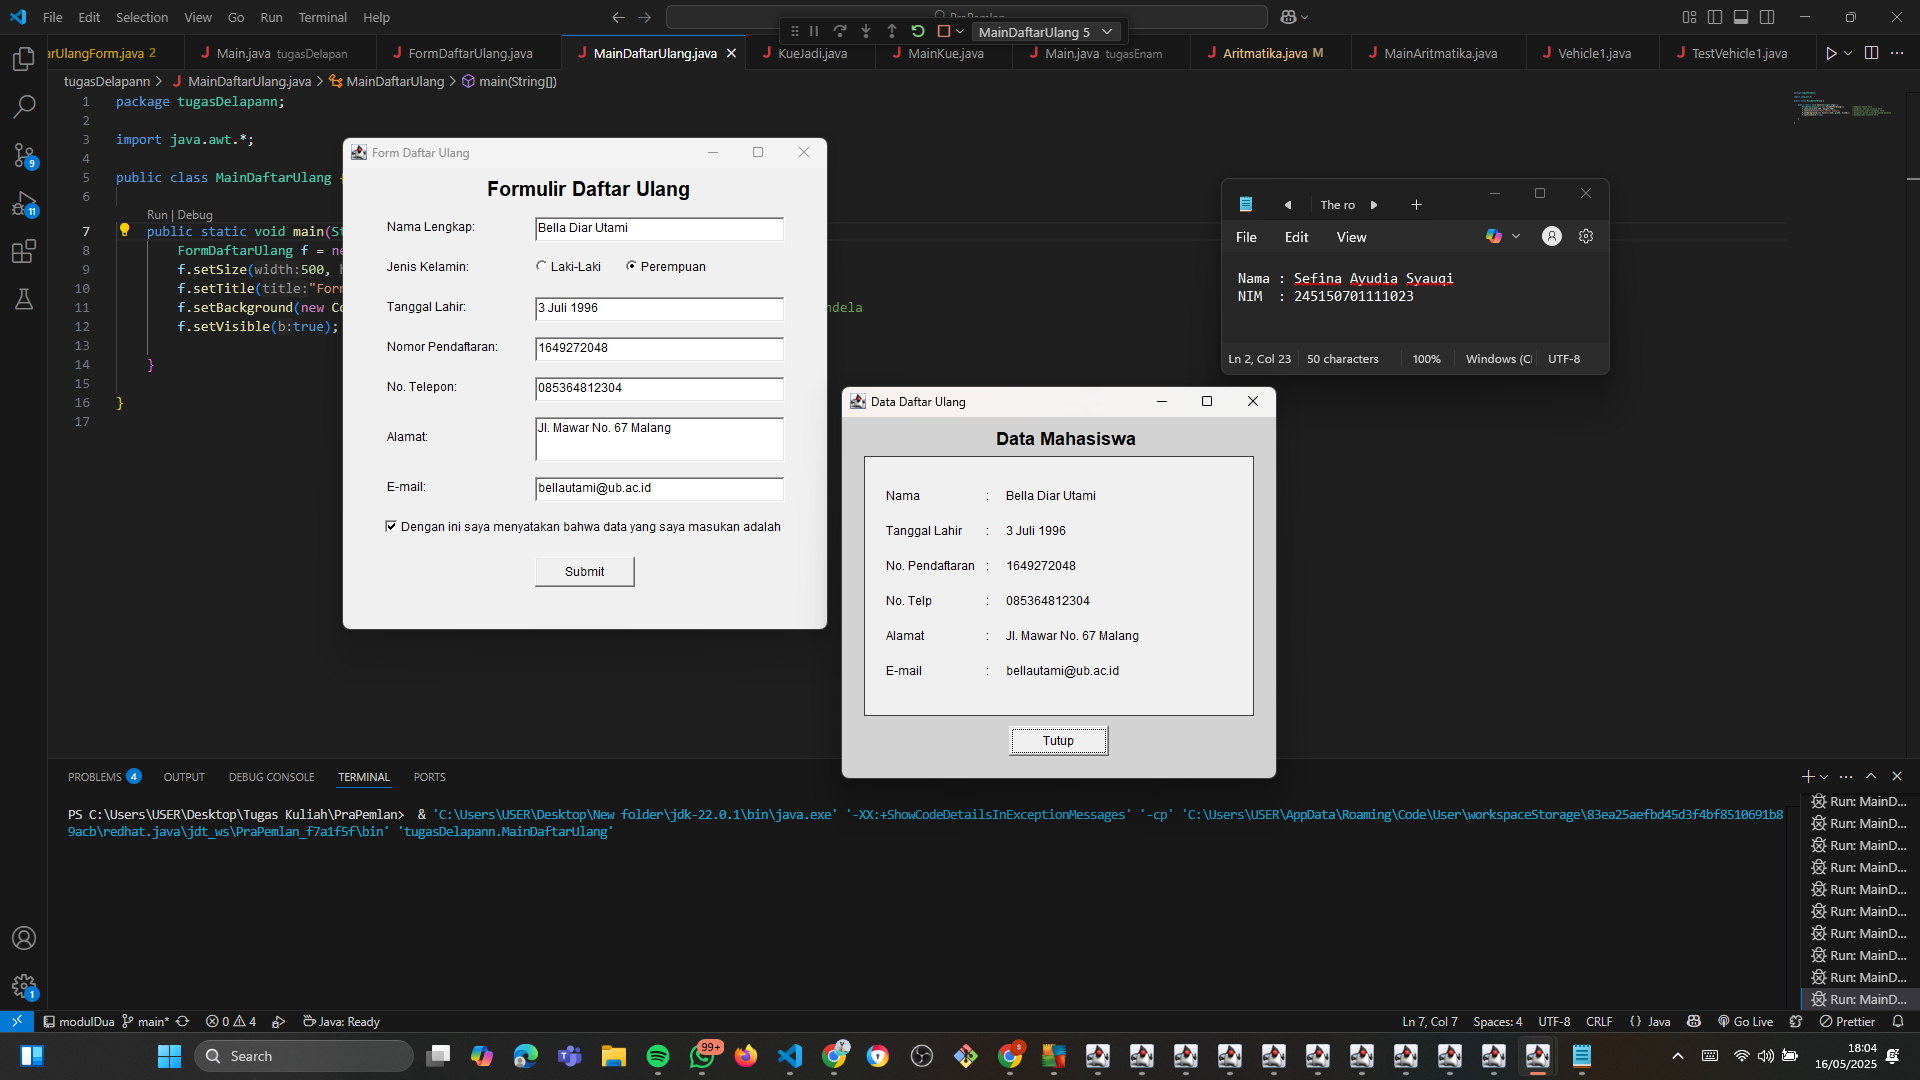 File Edit Selection View Go Run Terminal Help
MainDaftarUlang 5
arUlangForm.java 2 Main.java tugasDelapan FormDaftarUlang.java MainDaftarUlang.java KueJadi.java MainKue.java Main.java tugasEnam Aritmatika.java M MainAritmatika.java Vehicle1.java TestVehicle1.java
tugasDelapann > MainDaftarUlang.java > MainDaftarUlang > main(String[])
1 package tugasDelapann;
2
3 import java.awt.*;
4
5 public class MainDaftarUlang {
6
Run | Debug
7 public static void main(S
8 FormDaftarUlang f = ne
9 f.setSize(width:500, h
10 f.setTitle(title:"For
11 f.setBackground(new Co ndela
12 f.setVisible(b:true);
13
14 }
15
16 }
17
Form Daftar Ulang
Formulir Daftar Ulang
Nama Lengkap: Bella Diar Utami
Jenis Kelamin: Laki-Laki Perempuan
Tanggal Lahir: 3 Juli 1996
Nomor Pendaftaran: 1649272048
No. Telepon: 085364812304
Alamat: Jl. Mawar No. 67 Malang
E-mail: bellautami@ub.ac.id
Dengan ini saya menyatakan bahwa data yang saya masukan adalah
Submit
The ro
File Edit View
Nama : Sefina Ayudia Syauqi
NIM : 245150701111023
Ln 2, Col 23 50 characters 100% Windows (C UTF-8
Data Daftar Ulang
Data Mahasiswa
Nama : Bella Diar Utami
Tanggal Lahir : 3 Juli 1996
No. Pendaftaran : 1649272048
No. Telp : 085364812304
Alamat : Jl. Mawar No. 67 Malang
E-mail : bellautami@ub.ac.id
Tutup
PROBLEMS 4 OUTPUT DEBUG CONSOLE TERMINAL PORTS
PS C:\Users\USER\Desktop\Tugas Kuliah\PraPemlan> & 'C:\Users\USER\Desktop\New folder\jdk-22.0.1\bin\java.exe' '-XX:+ShowCodeDetailsInExceptionMessages' '-cp' 'C:\Users\USER\AppData\Roaming\Code\User\workspaceStorage\83ea25aefbd45d3f4bf8510691b8
9acb\redhat.java\jdt_ws\PraPemlan_f7a1f5f\bin' 'tugasDelapann.MainDaftarUlang'
Run: MainD...
Run: MainD...
Run: MainD...
Run: MainD...
Run: MainD...
Run: MainD...
Run: MainD...
Run: MainD...
Run: MainD...
Run: MainD...
9
11
1
modulDua main* 0 4 Java: Ready Ln 7, Col 7 Spaces: 4 UTF-8 CRLF {} Java Go Live Prettier
Search 99+ 18:04
16/05/2025